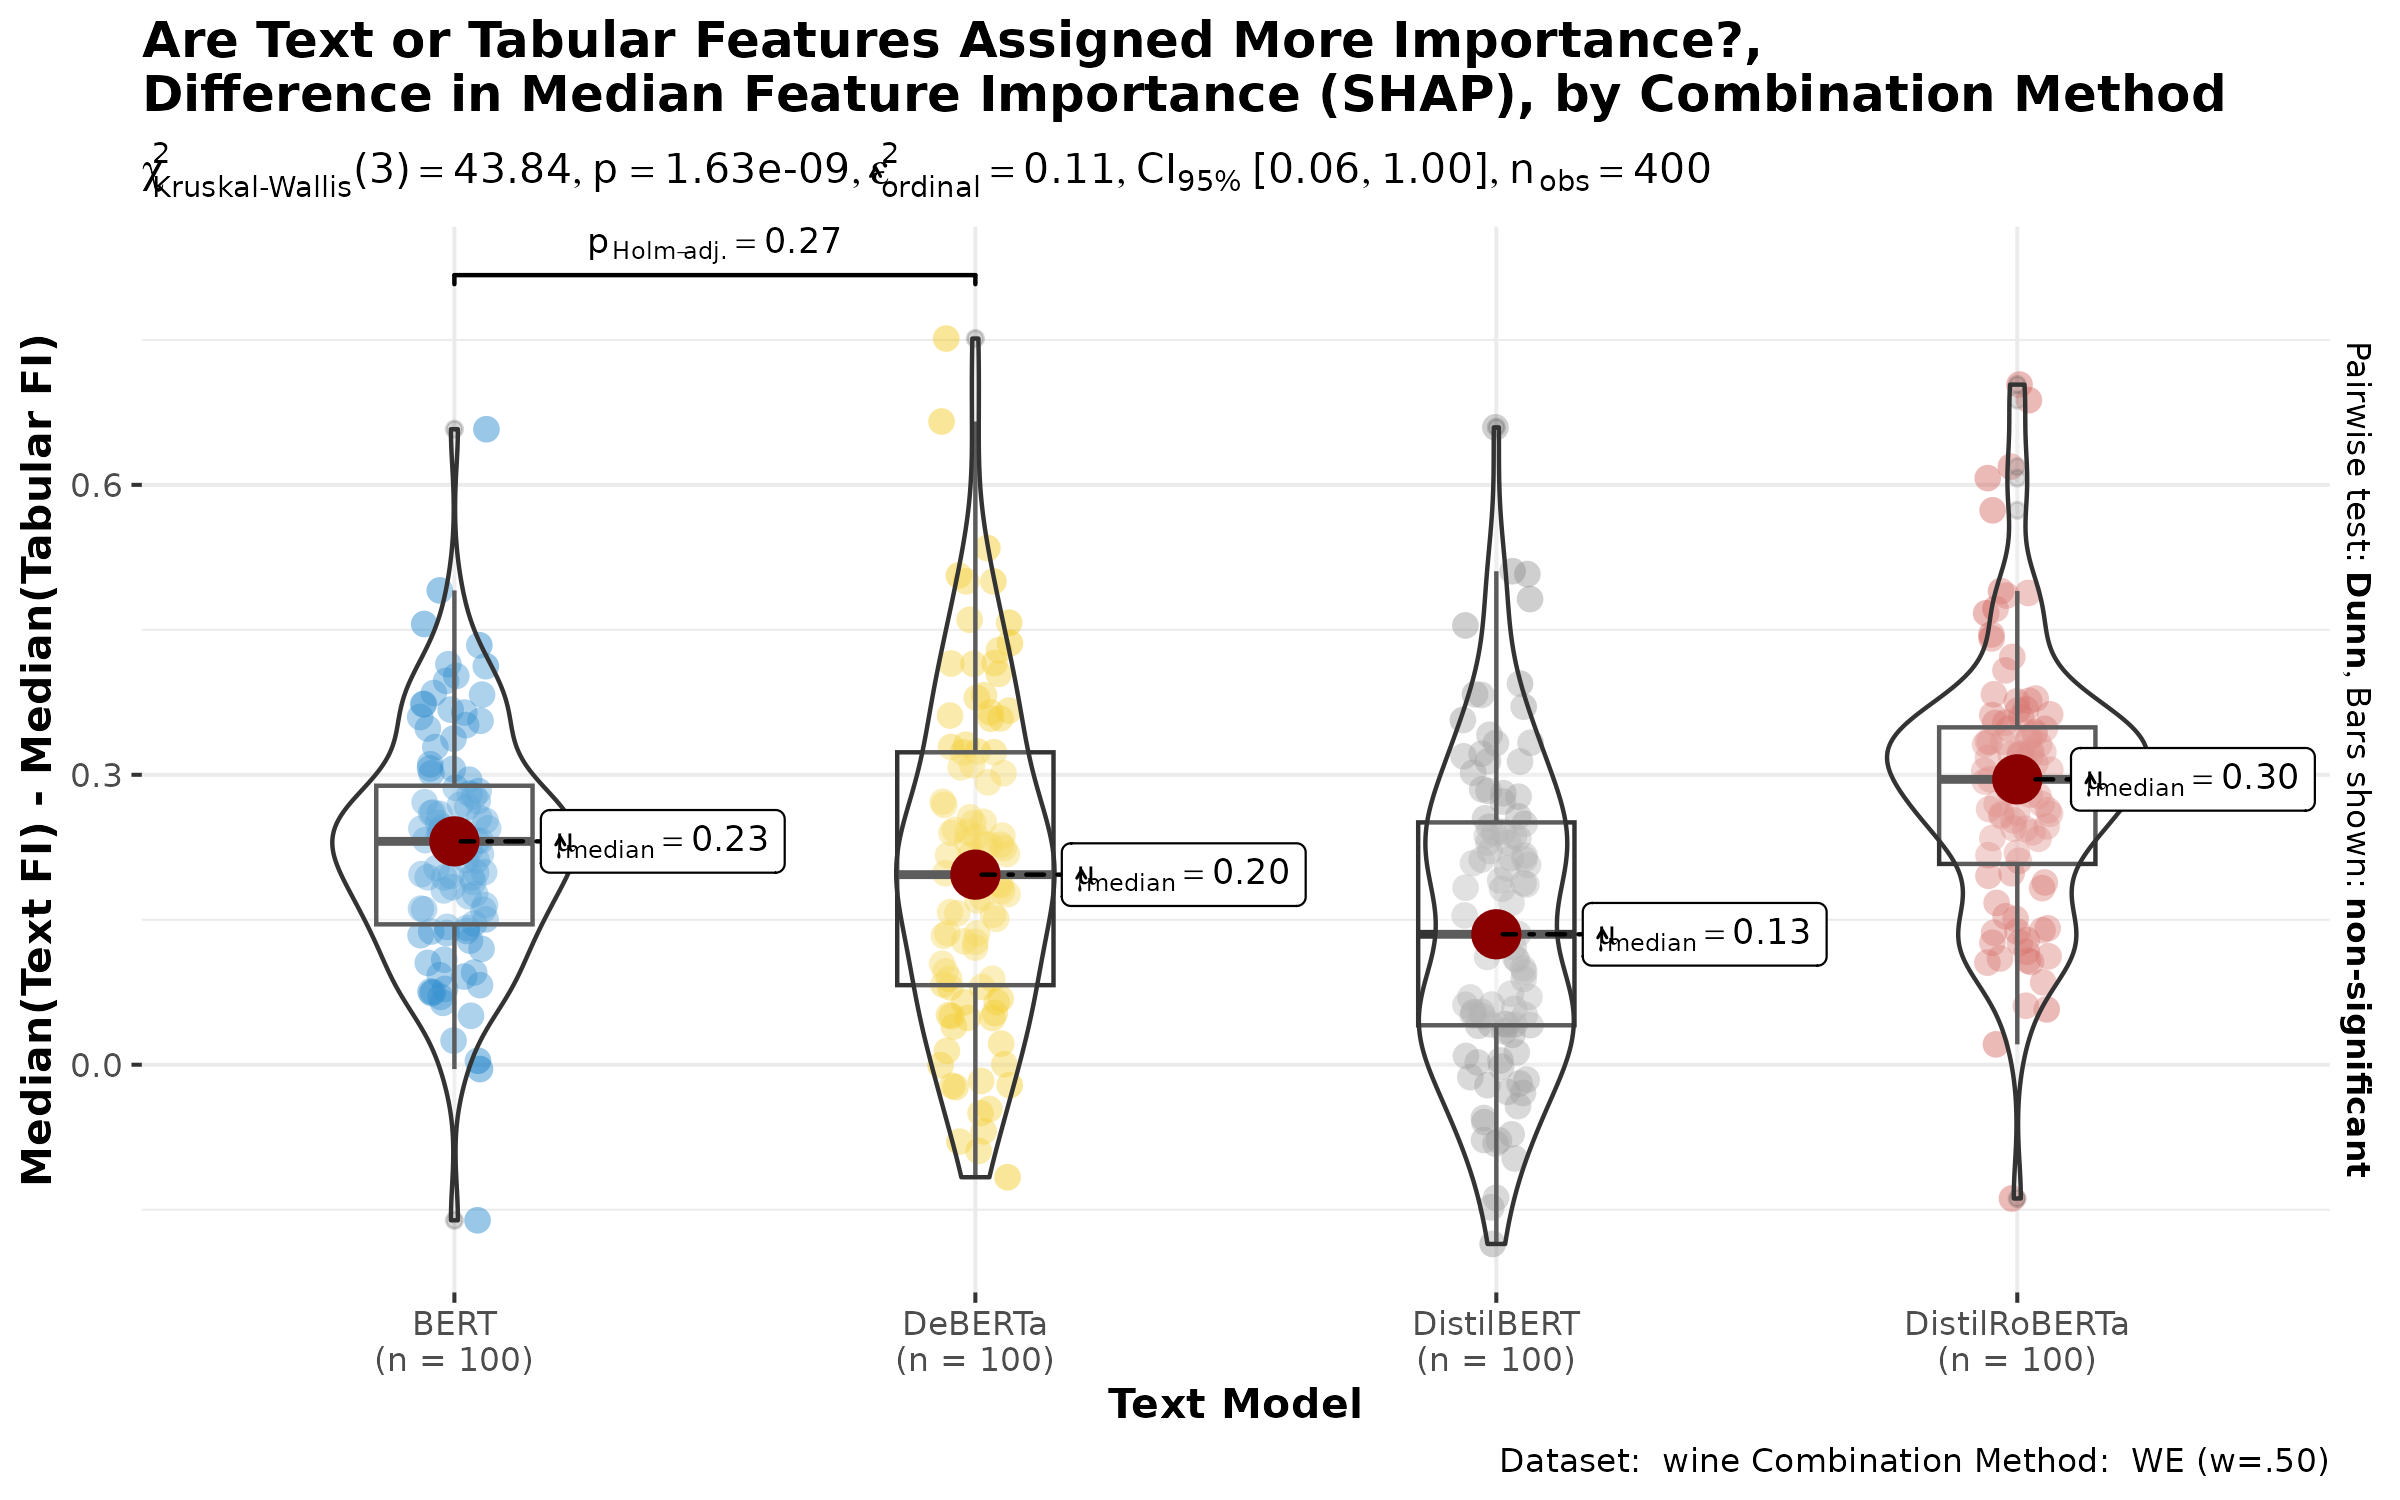 Are Text or Tabular Features Assigned More Importance?,
Difference in Median Feature Importance (SHAP), by Combination Method
χ²Kruskal-Wallis(3) = 43.84, p = 1.63e-09, ε̂²ordinal = 0.11, CI95% [0.06, 1.00], nobs = 400
pHolm-adj. = 0.27
Median(Text FI) - Median(Tabular FI)
0.6
0.3
0.0
μ̂median = 0.23
μ̂median = 0.20
μ̂median = 0.13
μ̂median = 0.30
Pairwise test: Dunn, Bars shown: non-significant
BERT
(n = 100)
DeBERTa
(n = 100)
DistilBERT
(n = 100)
DistilRoBERTa
(n = 100)
Text Model
Dataset:  wine Combination Method:  WE (w=.50)